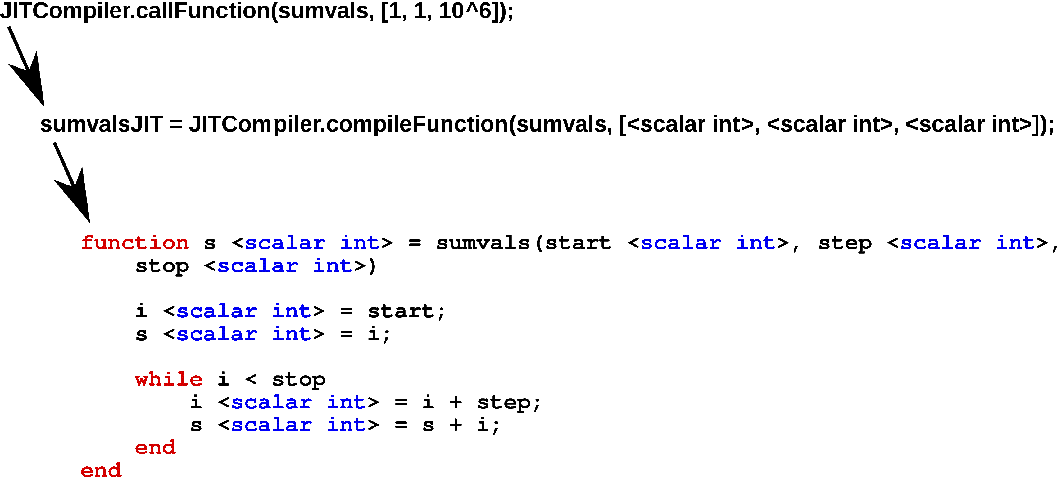 JITCompiler.callFunction(sumvals, [1, 1, 10^6]);
sumvalsJIT = JITCompiler.compileFunction(sumvals, [<scalar int>, <scalar int>, <scalar int>]);
function s <scalar int> = sumvals(start <scalar int>, step <scalar int>,
stop <scalar int>)
i <scalar int> = start;
s <scalar int> = i;
while i < stop
i <scalar int> = i + step;
s <scalar int> = s + i;
end
end